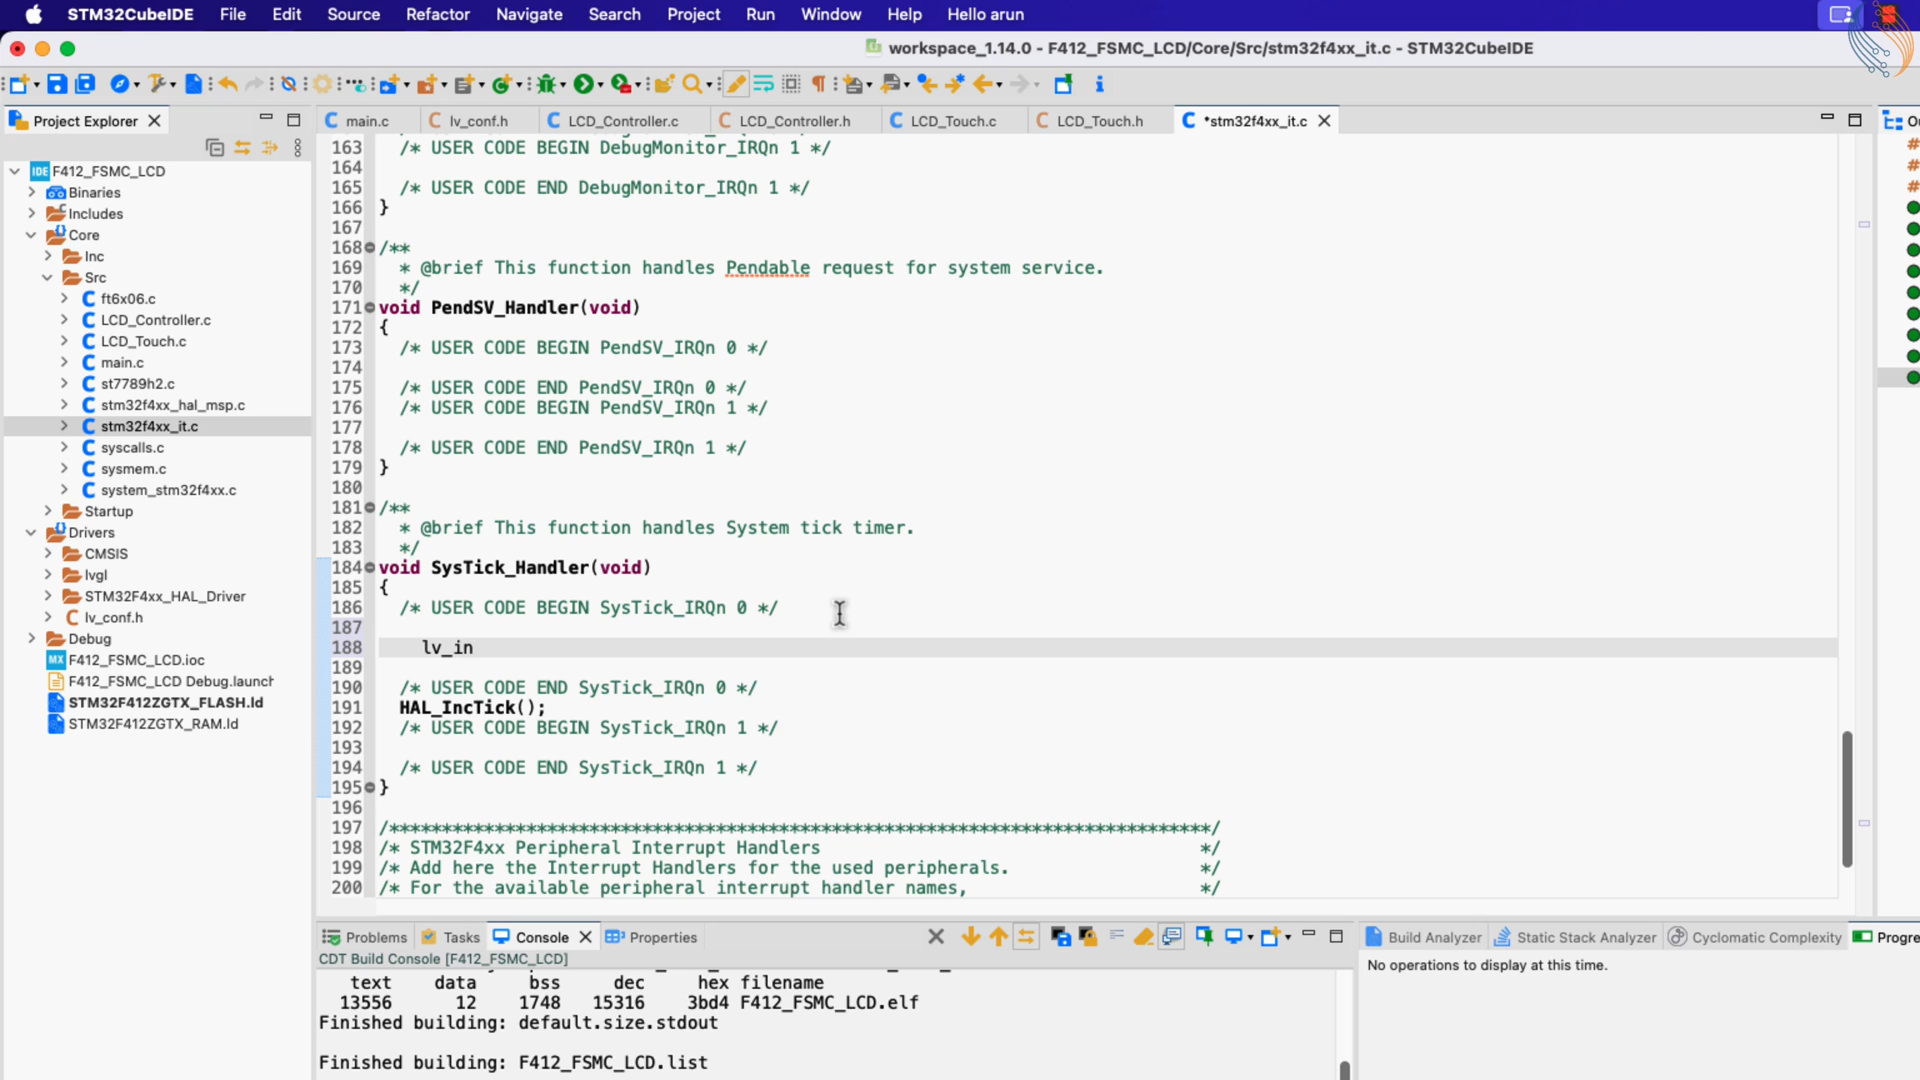 STM32CubeIDE File Edit Source Refactor Navigate Search Project Run Window Help Hello arun
workspace_1.14.0 - F412_FSMC_LCD/Core/Src/stm32f4xx_it.c - STM32CubeIDE
Project Explorer
IDE F412_FSMC_LCD
Binaries
Includes
Core
Inc
Src
ft6x06.c
LCD_Controller.c
LCD_Touch.c
main.c
st7789h2.c
stm32f4xx_hal_msp.c
stm32f4xx_it.c
syscalls.c
sysmem.c
system_stm32f4xx.c
Startup
Drivers
CMSIS
lvgl
STM32F4xx_HAL_Driver
lv_conf.h
Debug
MX F412_FSMC_LCD.ioc
F412_FSMC_LCD Debug.launch
STM32F412ZGTX_FLASH.ld
STM32F412ZGTX_RAM.ld
main.c lv_conf.h LCD_Controller.c LCD_Controller.h LCD_Touch.c LCD_Touch.h *stm32f4xx_it.c
163 /* USER CODE BEGIN DebugMonitor_IRQn 1 */
164
165 /* USER CODE END DebugMonitor_IRQn 1 */
166 }
167
168 /**
169 * @brief This function handles Pendable request for system service.
170 */
171 void PendSV_Handler(void)
172 {
173 /* USER CODE BEGIN PendSV_IRQn 0 */
174
175 /* USER CODE END PendSV_IRQn 0 */
176 /* USER CODE BEGIN PendSV_IRQn 1 */
177
178 /* USER CODE END PendSV_IRQn 1 */
179 }
180
181 /**
182 * @brief This function handles System tick timer.
183 */
184 void SysTick_Handler(void)
185 {
186 /* USER CODE BEGIN SysTick_IRQn 0 */
187
188 lv_in
189
190 /* USER CODE END SysTick_IRQn 0 */
191 HAL_IncTick();
192 /* USER CODE BEGIN SysTick_IRQn 1 */
193
194 /* USER CODE END SysTick_IRQn 1 */
195 }
196
197 /******************************************************************************/
198 /* STM32F4xx Peripheral Interrupt Handlers */
199 /* Add here the Interrupt Handlers for the used peripherals. */
200 /* For the available peripheral interrupt handler names, */
Problems Tasks Console Properties
CDT Build Console [F412_FSMC_LCD]
text data bss dec hex filename
13556 12 1748 15316 3bd4 F412_FSMC_LCD.elf
Finished building: default.size.stdout
Finished building: F412_FSMC_LCD.list
Build Analyzer Static Stack Analyzer Cyclomatic Complexity Progre
No operations to display at this time.